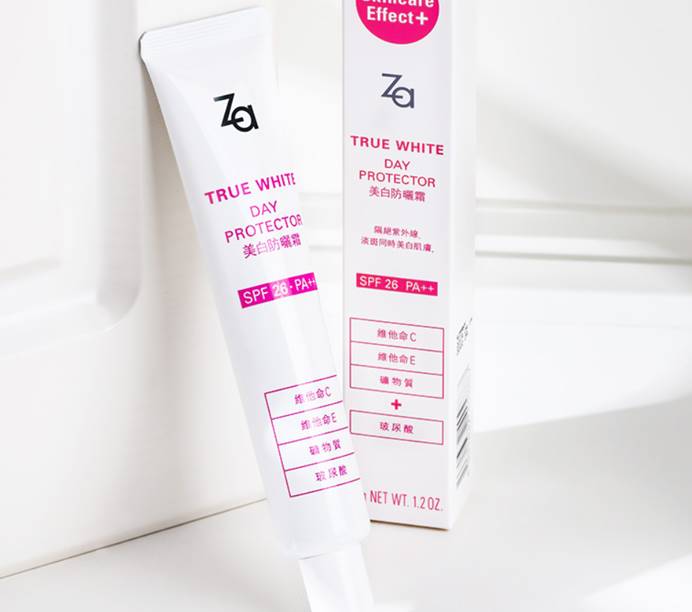 Za
TRUE WHITE
DAY
PROTECTOR
美白防曬霜
SPF 26 · PA++
維他命C
維他命E
礦物質
玻尿酸
Skincare
Effect+
Za
TRUE WHITE
DAY
PROTECTOR
美白防曬霜
隔絕紫外線,
淡斑同時美白肌膚。
SPF 26 PA++
維他命C
維他命E
礦物質
+
玻尿酸
NET WT. 1.2 OZ.